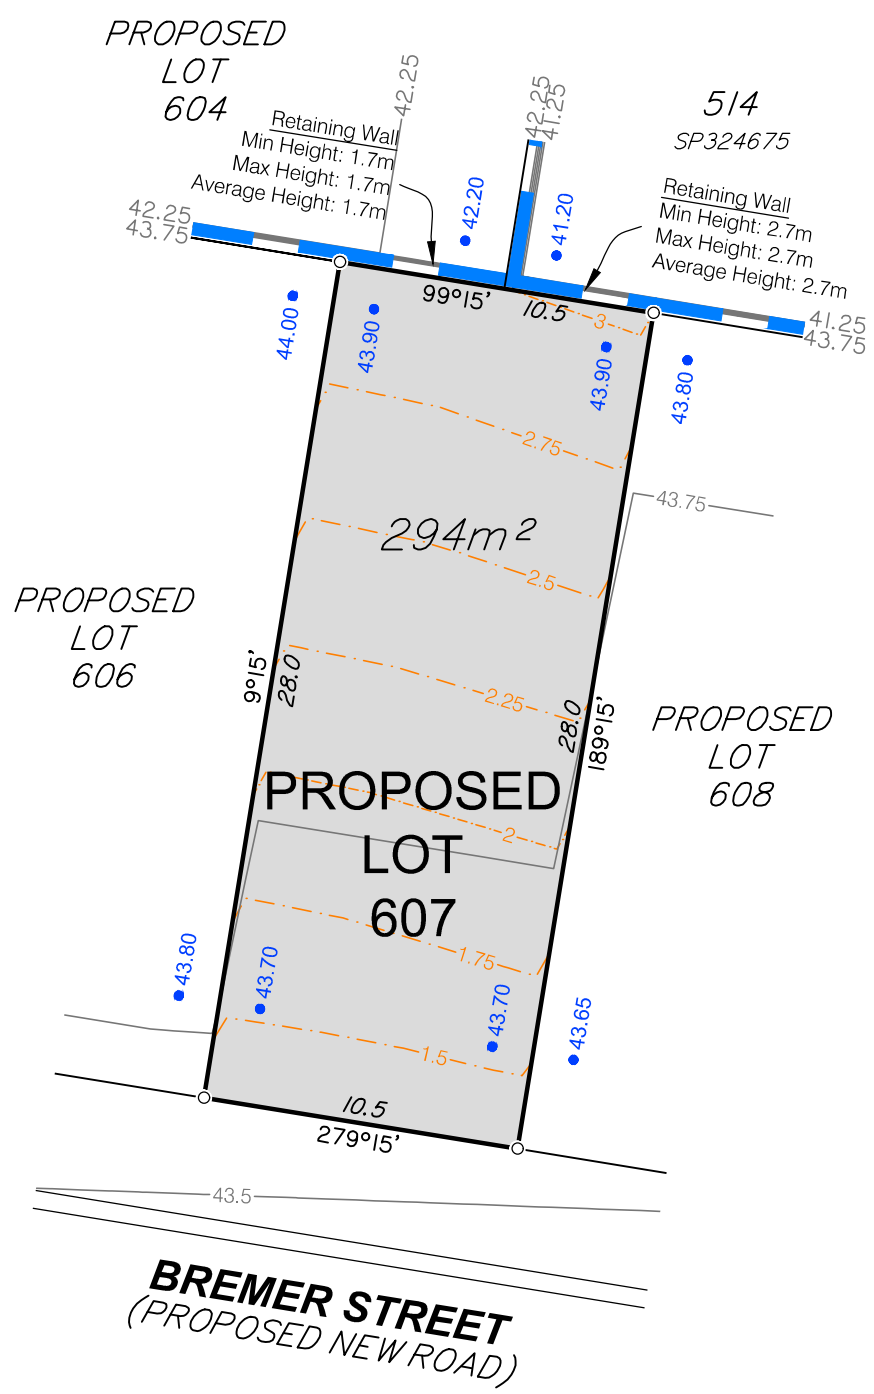 PROPOSED
LOT
604
42.25
42.25
41.25
514
SP324675
Retaining Wall
Min Height: 1.7m
Max Height: 1.7m
Average Height: 1.7m
Retaining Wall
Min Height: 2.7m
Max Height: 2.7m
Average Height: 2.7m
42.20
41.20
42.25
43.75
41.25
43.75
99°15'
10.5
3
44.00
43.90
43.90
43.80
2.75
43.75
294m²
2.5
PROPOSED
LOT
606
9°15'
28.0
2.25
28.0
189°15'
PROPOSED
LOT
608
PROPOSED
LOT
607
2
1.75
43.80
43.70
43.70
43.65
1.5
10.5
279°15'
43.5
BREMER STREET
(PROPOSED NEW ROAD)